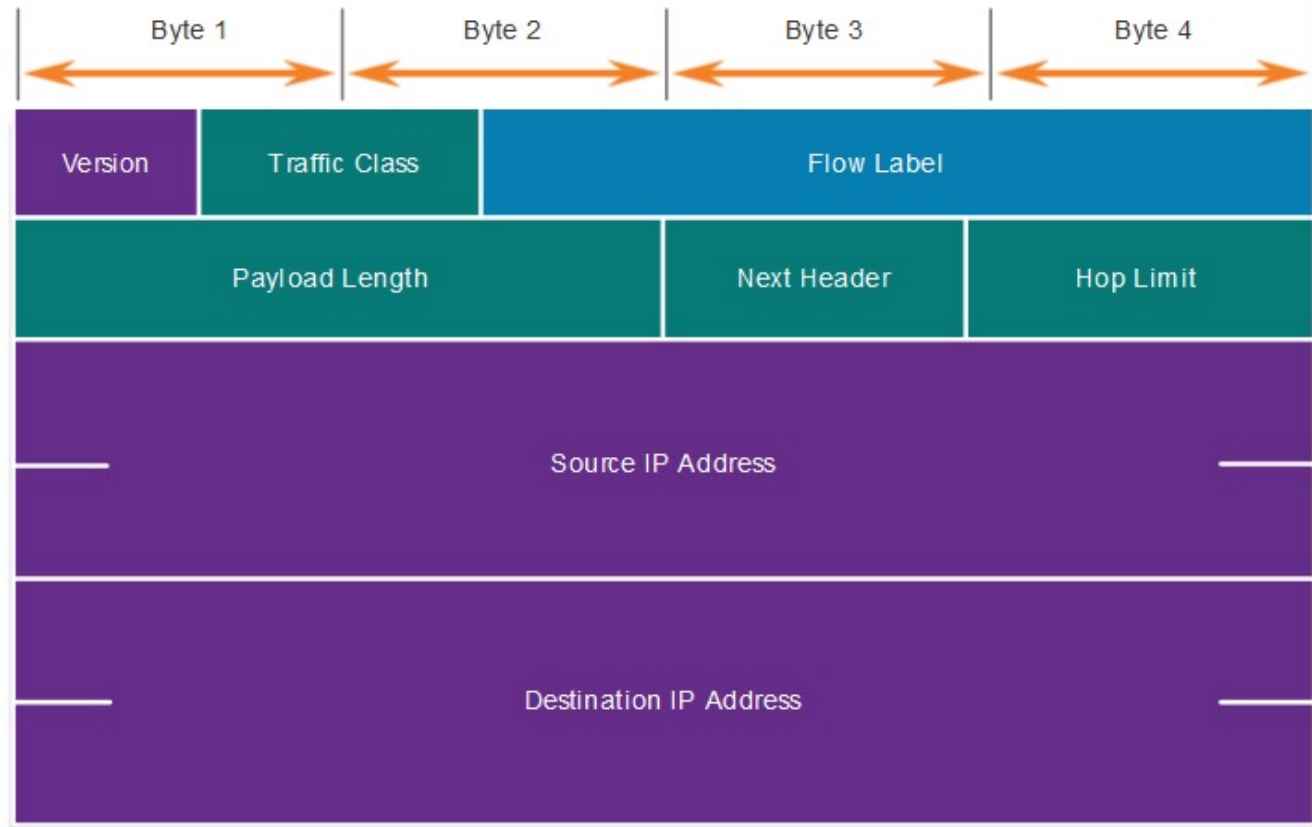 Byte 1 Byte 2 Byte 3 Byte 4
Version Traffic Class Flow Label
Payload Length Next Header Hop Limit
Source IP Address
Destination IP Address